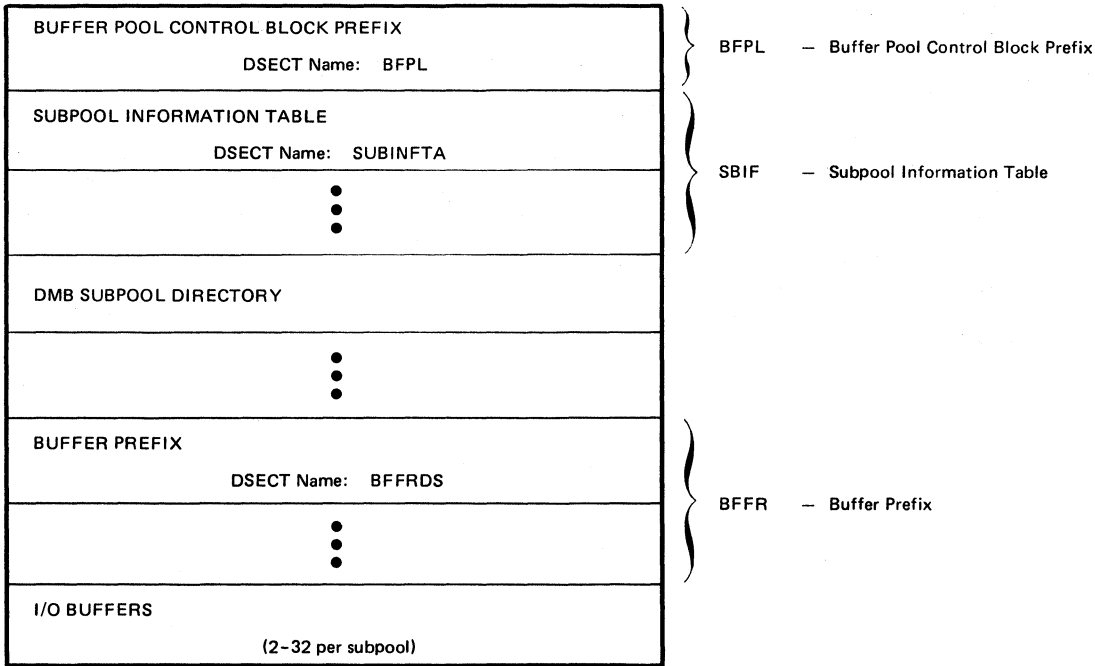 BUFFER POOL CONTROL BLOCK PREFIX
DSECT Name: BFPL
BFPL — Buffer Pool Control Block Prefix
SUBPOOL INFORMATION TABLE
DSECT Name: SUBINFTA
SBIF — Subpool Information Table
DMB SUBPOOL DIRECTORY
BUFFER PREFIX
DSECT Name: BFFRDS
BFFR — Buffer Prefix
I/O BUFFERS
(2-32 per subpool)